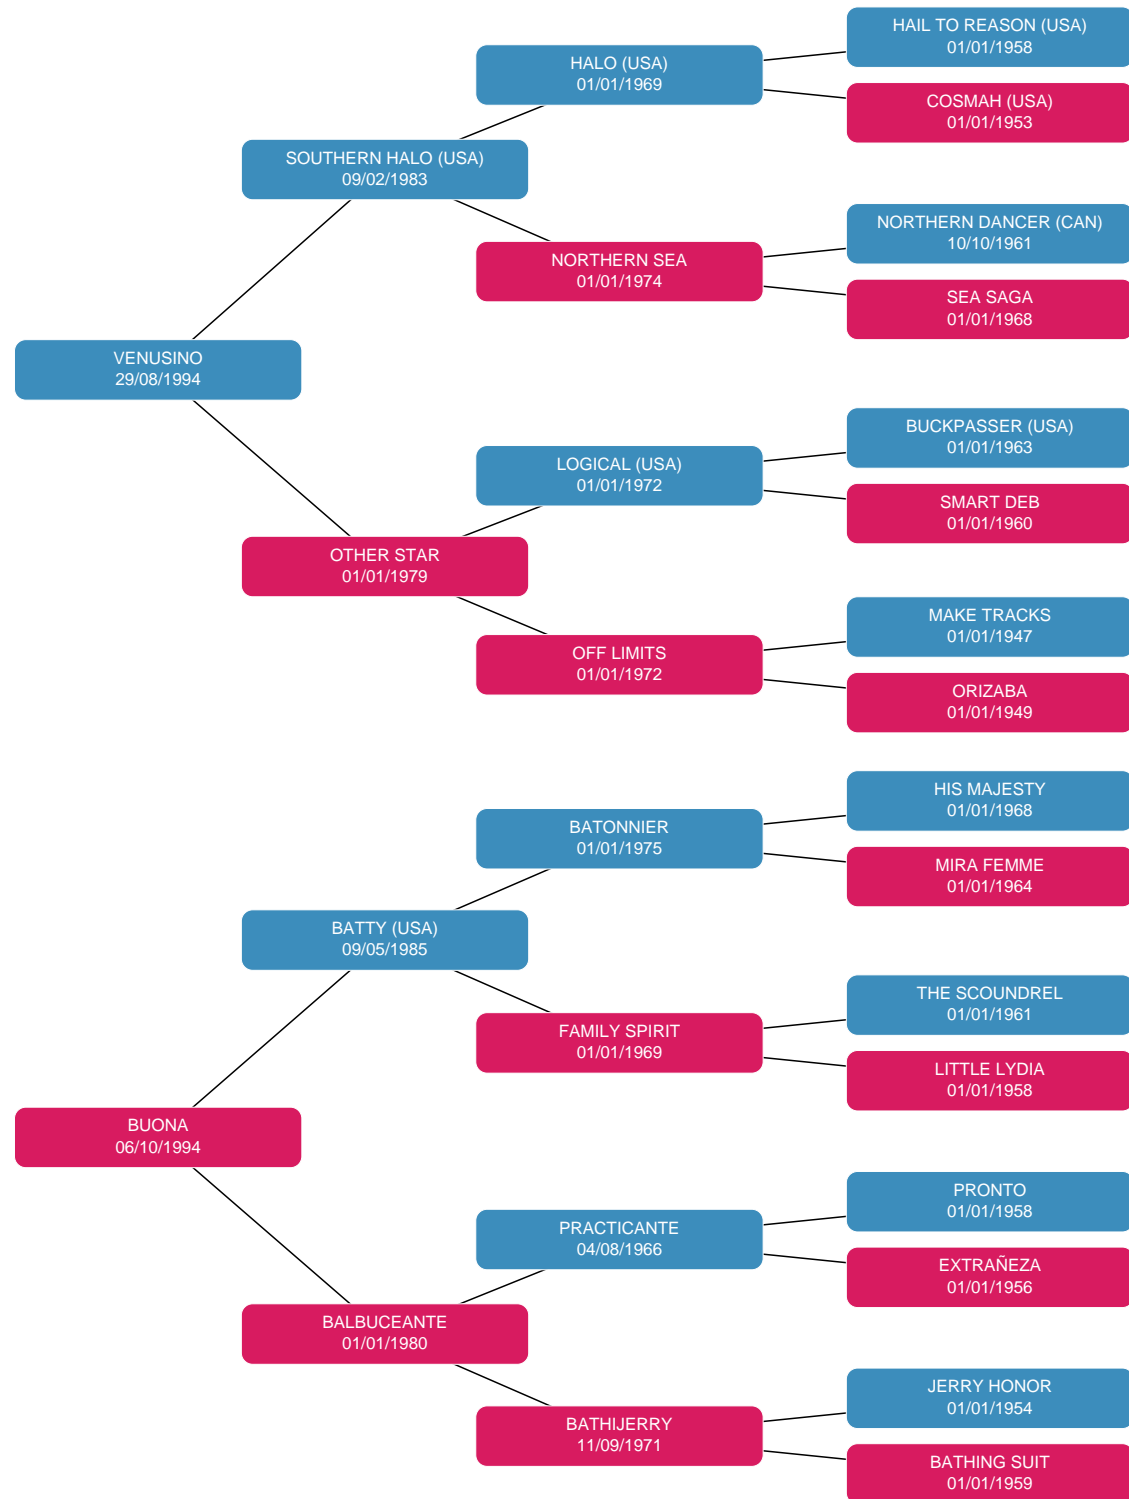 HAIL TO REASON (USA)
01/01/1958
HALO (USA)
01/01/1969
COSMAH (USA)
01/01/1953
SOUTHERN HALO (USA)
09/02/1983
NORTHERN DANCER (CAN)
10/10/1961
NORTHERN SEA
01/01/1974
SEA SAGA
01/01/1968
VENUSINO
29/08/1994
BUCKPASSER (USA)
01/01/1963
LOGICAL (USA)
01/01/1972
SMART DEB
01/01/1960
OTHER STAR
01/01/1979
MAKE TRACKS
01/01/1947
OFF LIMITS
01/01/1972
ORIZABA
01/01/1949
HIS MAJESTY
01/01/1968
BATONNIER
01/01/1975
MIRA FEMME
01/01/1964
BATTY (USA)
09/05/1985
THE SCOUNDREL
01/01/1961
FAMILY SPIRIT
01/01/1969
LITTLE LYDIA
01/01/1958
BUONA
06/10/1994
PRONTO
01/01/1958
PRACTICANTE
04/08/1966
EXTRAÑEZA
01/01/1956
BALBUCEANTE
01/01/1980
JERRY HONOR
01/01/1954
BATHIJERRY
11/09/1971
BATHING SUIT
01/01/1959